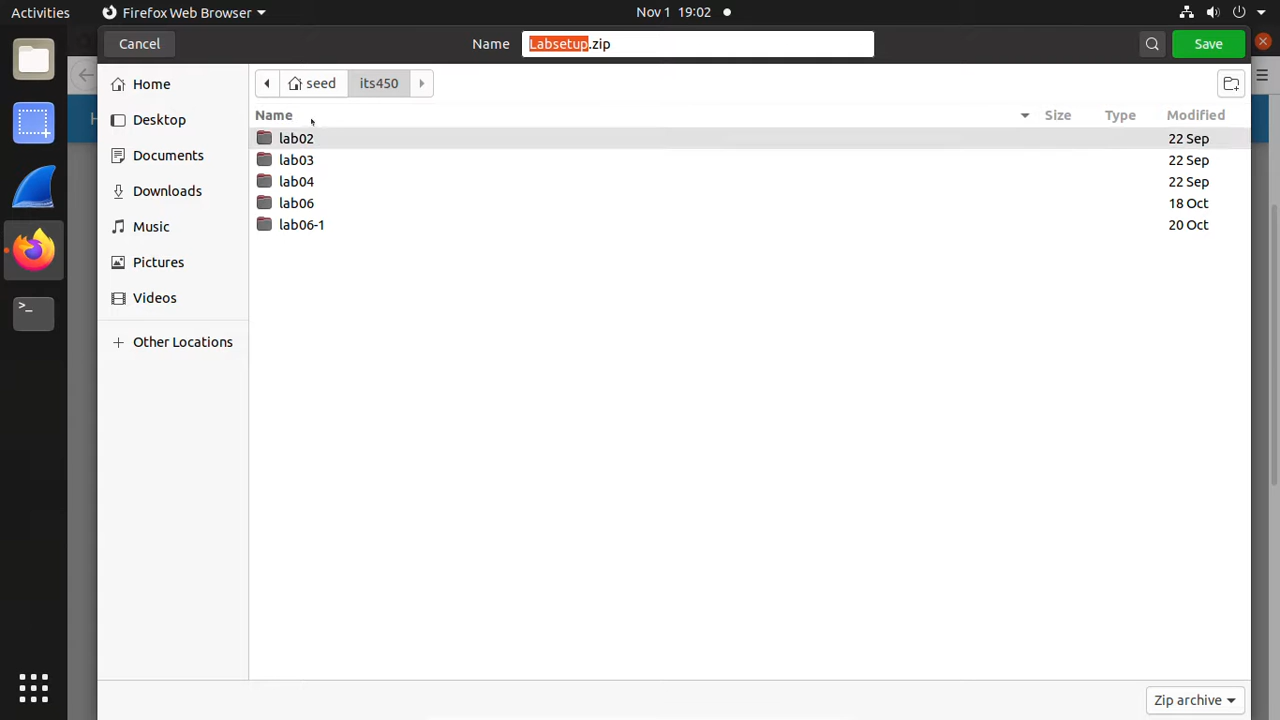 Activities
Firefox Web Browser
Nov 1 19:02
Cancel
Name
Labsetup.zip
Save
seed
its450
Home
Desktop
Documents
Downloads
Music
Pictures
Videos
Other Locations
Name Size Type Modified
lab02 22 Sep
lab03 22 Sep
lab04 22 Sep
lab06 18 Oct
lab06-1 20 Oct
>_
Zip archive